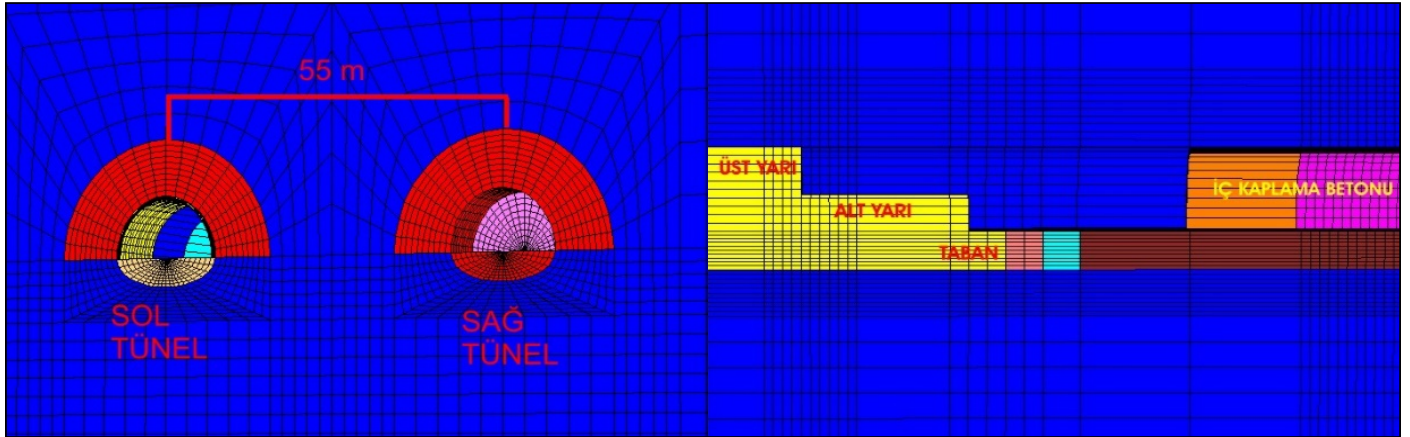 55 m
SOL
TÜNEL
SAĞ
TÜNEL
ÜST YARI
ALT YARI
TABAN
İÇ KAPLAMA BETONU